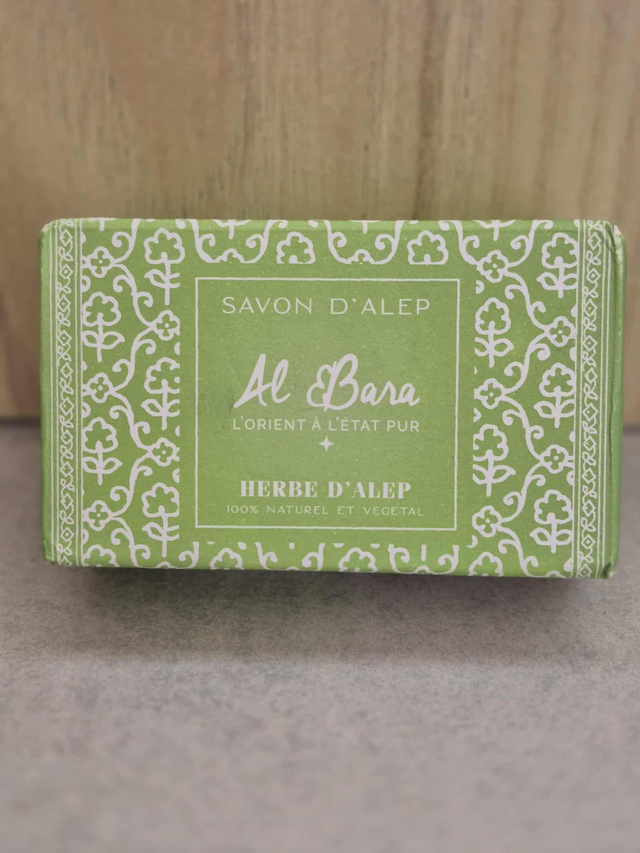 SAVON D'ALEP
Al Bara
L'ORIENT À L'ÉTAT PUR
HERBE D'ALEP
100% NATUREL ET VEGETAL